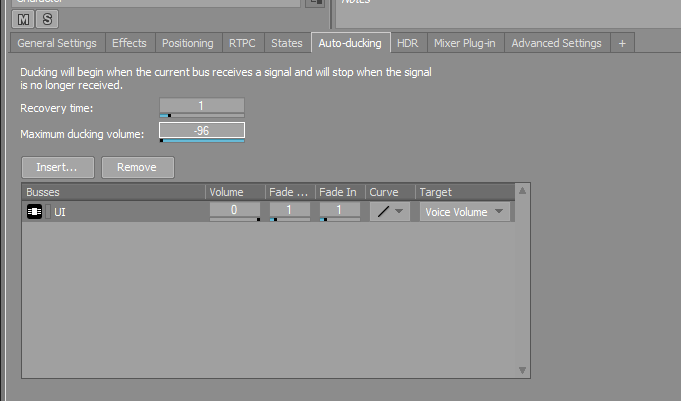 M S
General Settings Effects Positioning RTPC States Auto-ducking HDR Mixer Plug-in Advanced Settings +
Ducking will begin when the current bus receives a signal and will stop when the signal
is no longer received.
Recovery time: 1
Maximum ducking volume: -96
Insert... Remove
Busses Volume Fade ... Fade In Curve Target
UI 0 1 1 Voice Volume